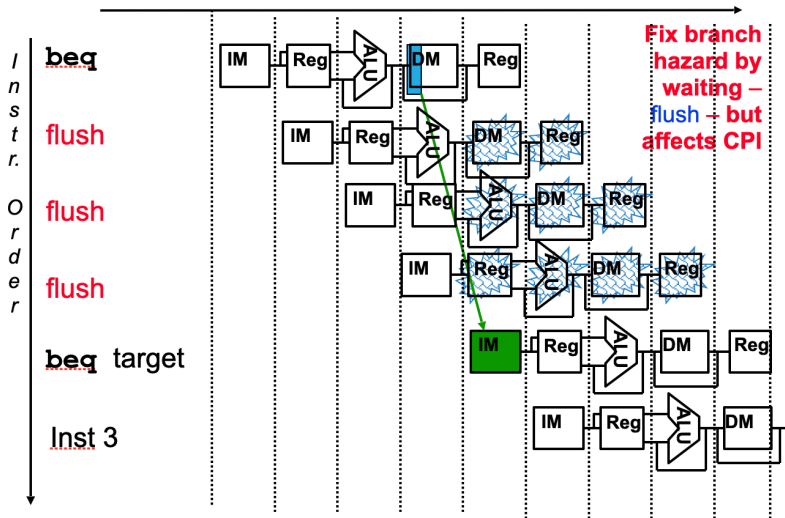 Instr. Order
Fix branch
hazard by
waiting –
flush – but
affects CPI
beq
IM Reg ALU DM Reg
flush
IM Reg ALU DM Reg
flush
IM Reg ALU DM Reg
flush
IM Reg ALU DM Reg
beq target
IM Reg ALU DM Reg
Inst 3
IM Reg ALU DM